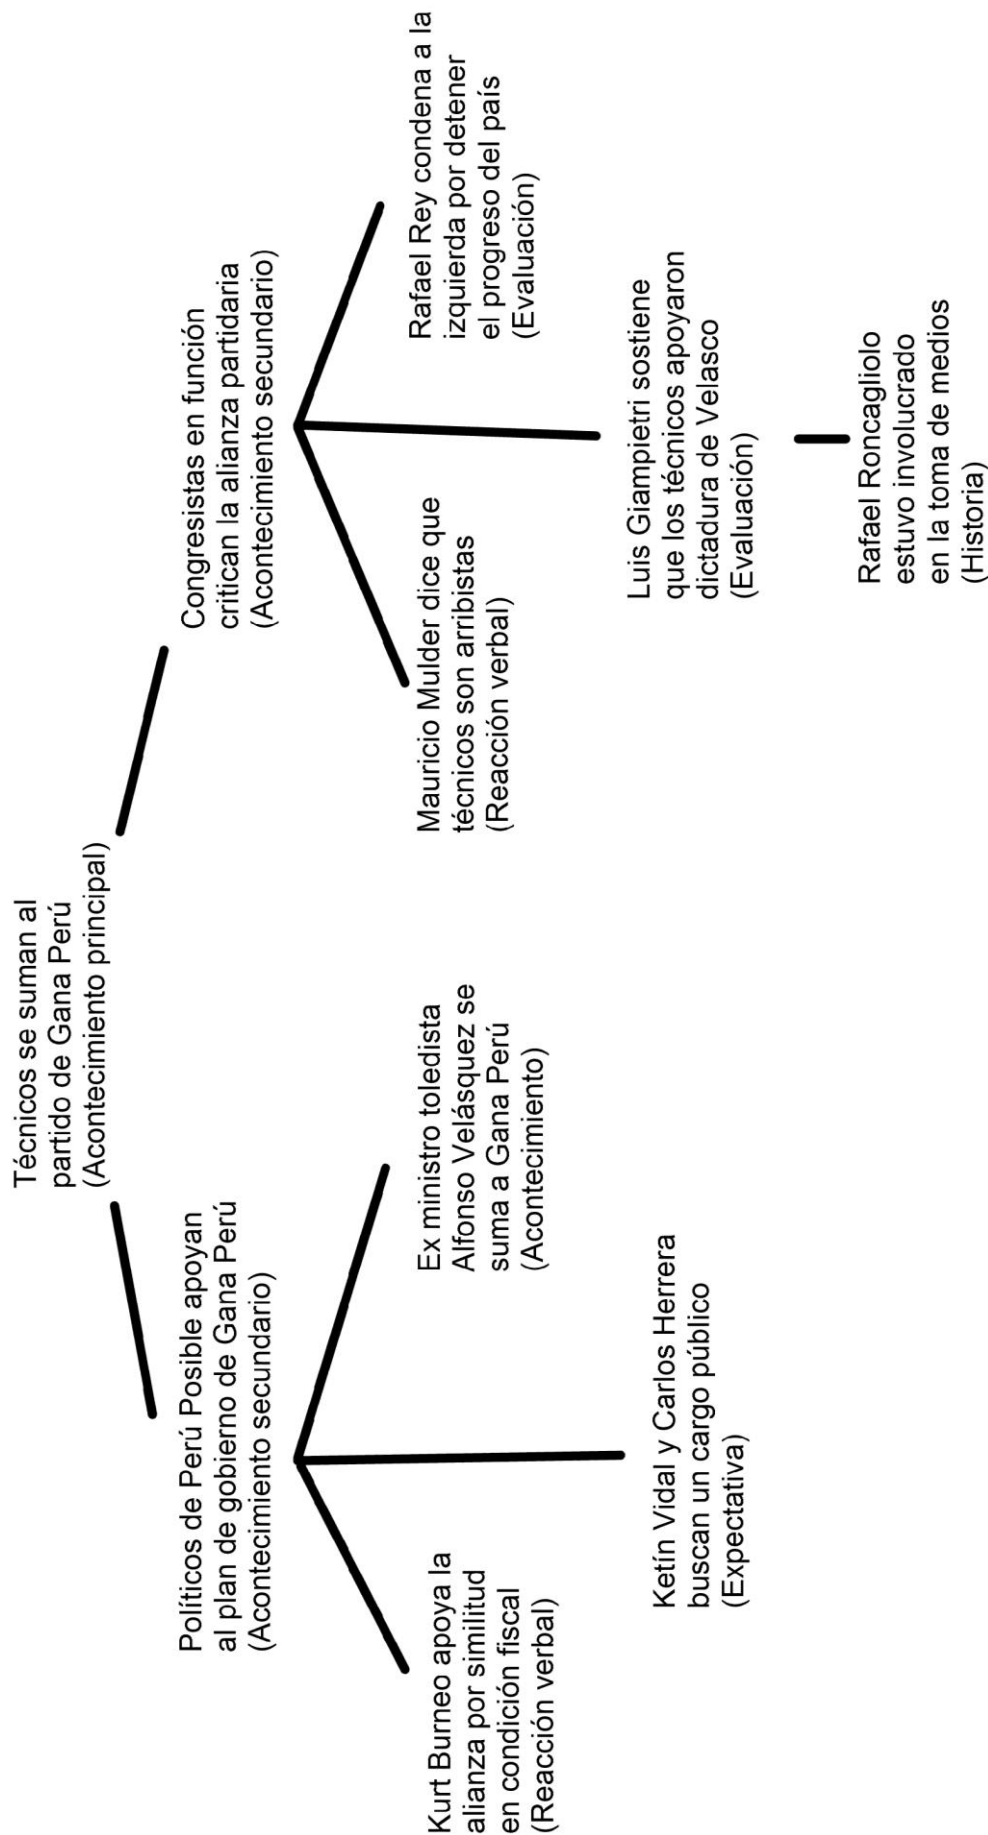 Técnicos se suman al
partido de Gana Perú
(Acontecimiento principal)
Políticos de Perú Posible apoyan
al plan de gobierno de Gana Perú
(Acontecimiento secundario)
Congresistas en función
critican la alianza partidaria
(Acontecimiento secundario)
Kurt Burneo apoya la
alianza por similitud
en condición fiscal
(Reacción verbal)
Ex ministro toledista
Alfonso Velásquez se
suma a Gana Perú
(Acontecimiento)
Mauricio Mulder dice que
técnicos son arribistas
(Reacción verbal)
Rafael Rey condena a la
izquierda por detener
el progreso del país
(Evaluación)
Ketín Vidal y Carlos Herrera
buscan un cargo público
(Expectativa)
Luis Giampietri sostiene
que los técnicos apoyaron
dictadura de Velasco
(Evaluación)
Rafael Roncagliolo
estuvo involucrado
en la toma de medios
(Historia)